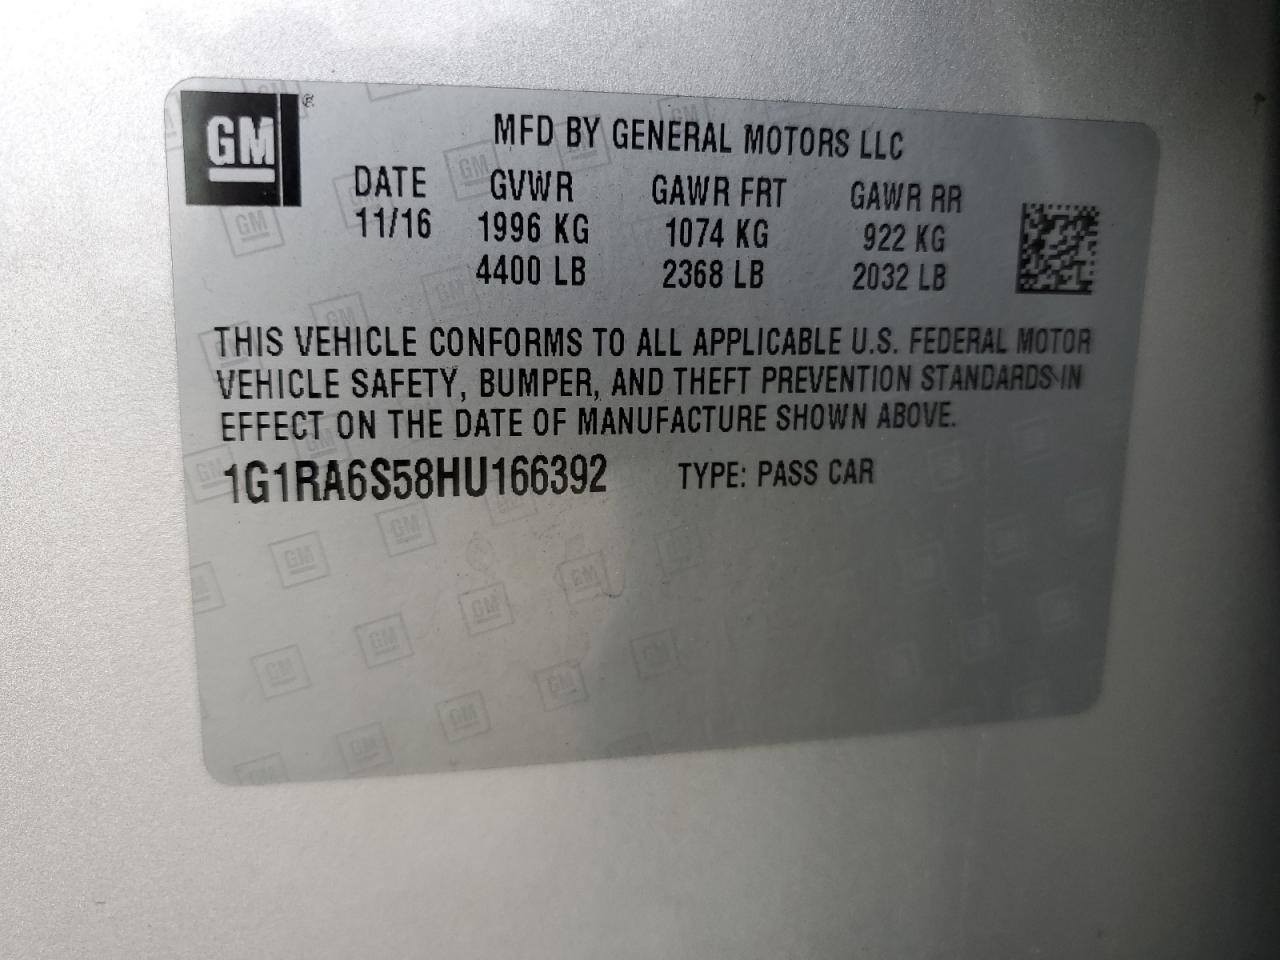 GM ®
MFD BY GENERAL MOTORS LLC
DATE GVWR GAWR FRT GAWR RR
11/16 1996 KG 1074 KG 922 KG
4400 LB 2368 LB 2032 LB
THIS VEHICLE CONFORMS TO ALL APPLICABLE U.S. FEDERAL MOTOR
VEHICLE SAFETY, BUMPER, AND THEFT PREVENTION STANDARDS IN
EFFECT ON THE DATE OF MANUFACTURE SHOWN ABOVE.
1G1RA6S58HU166392 TYPE: PASS CAR